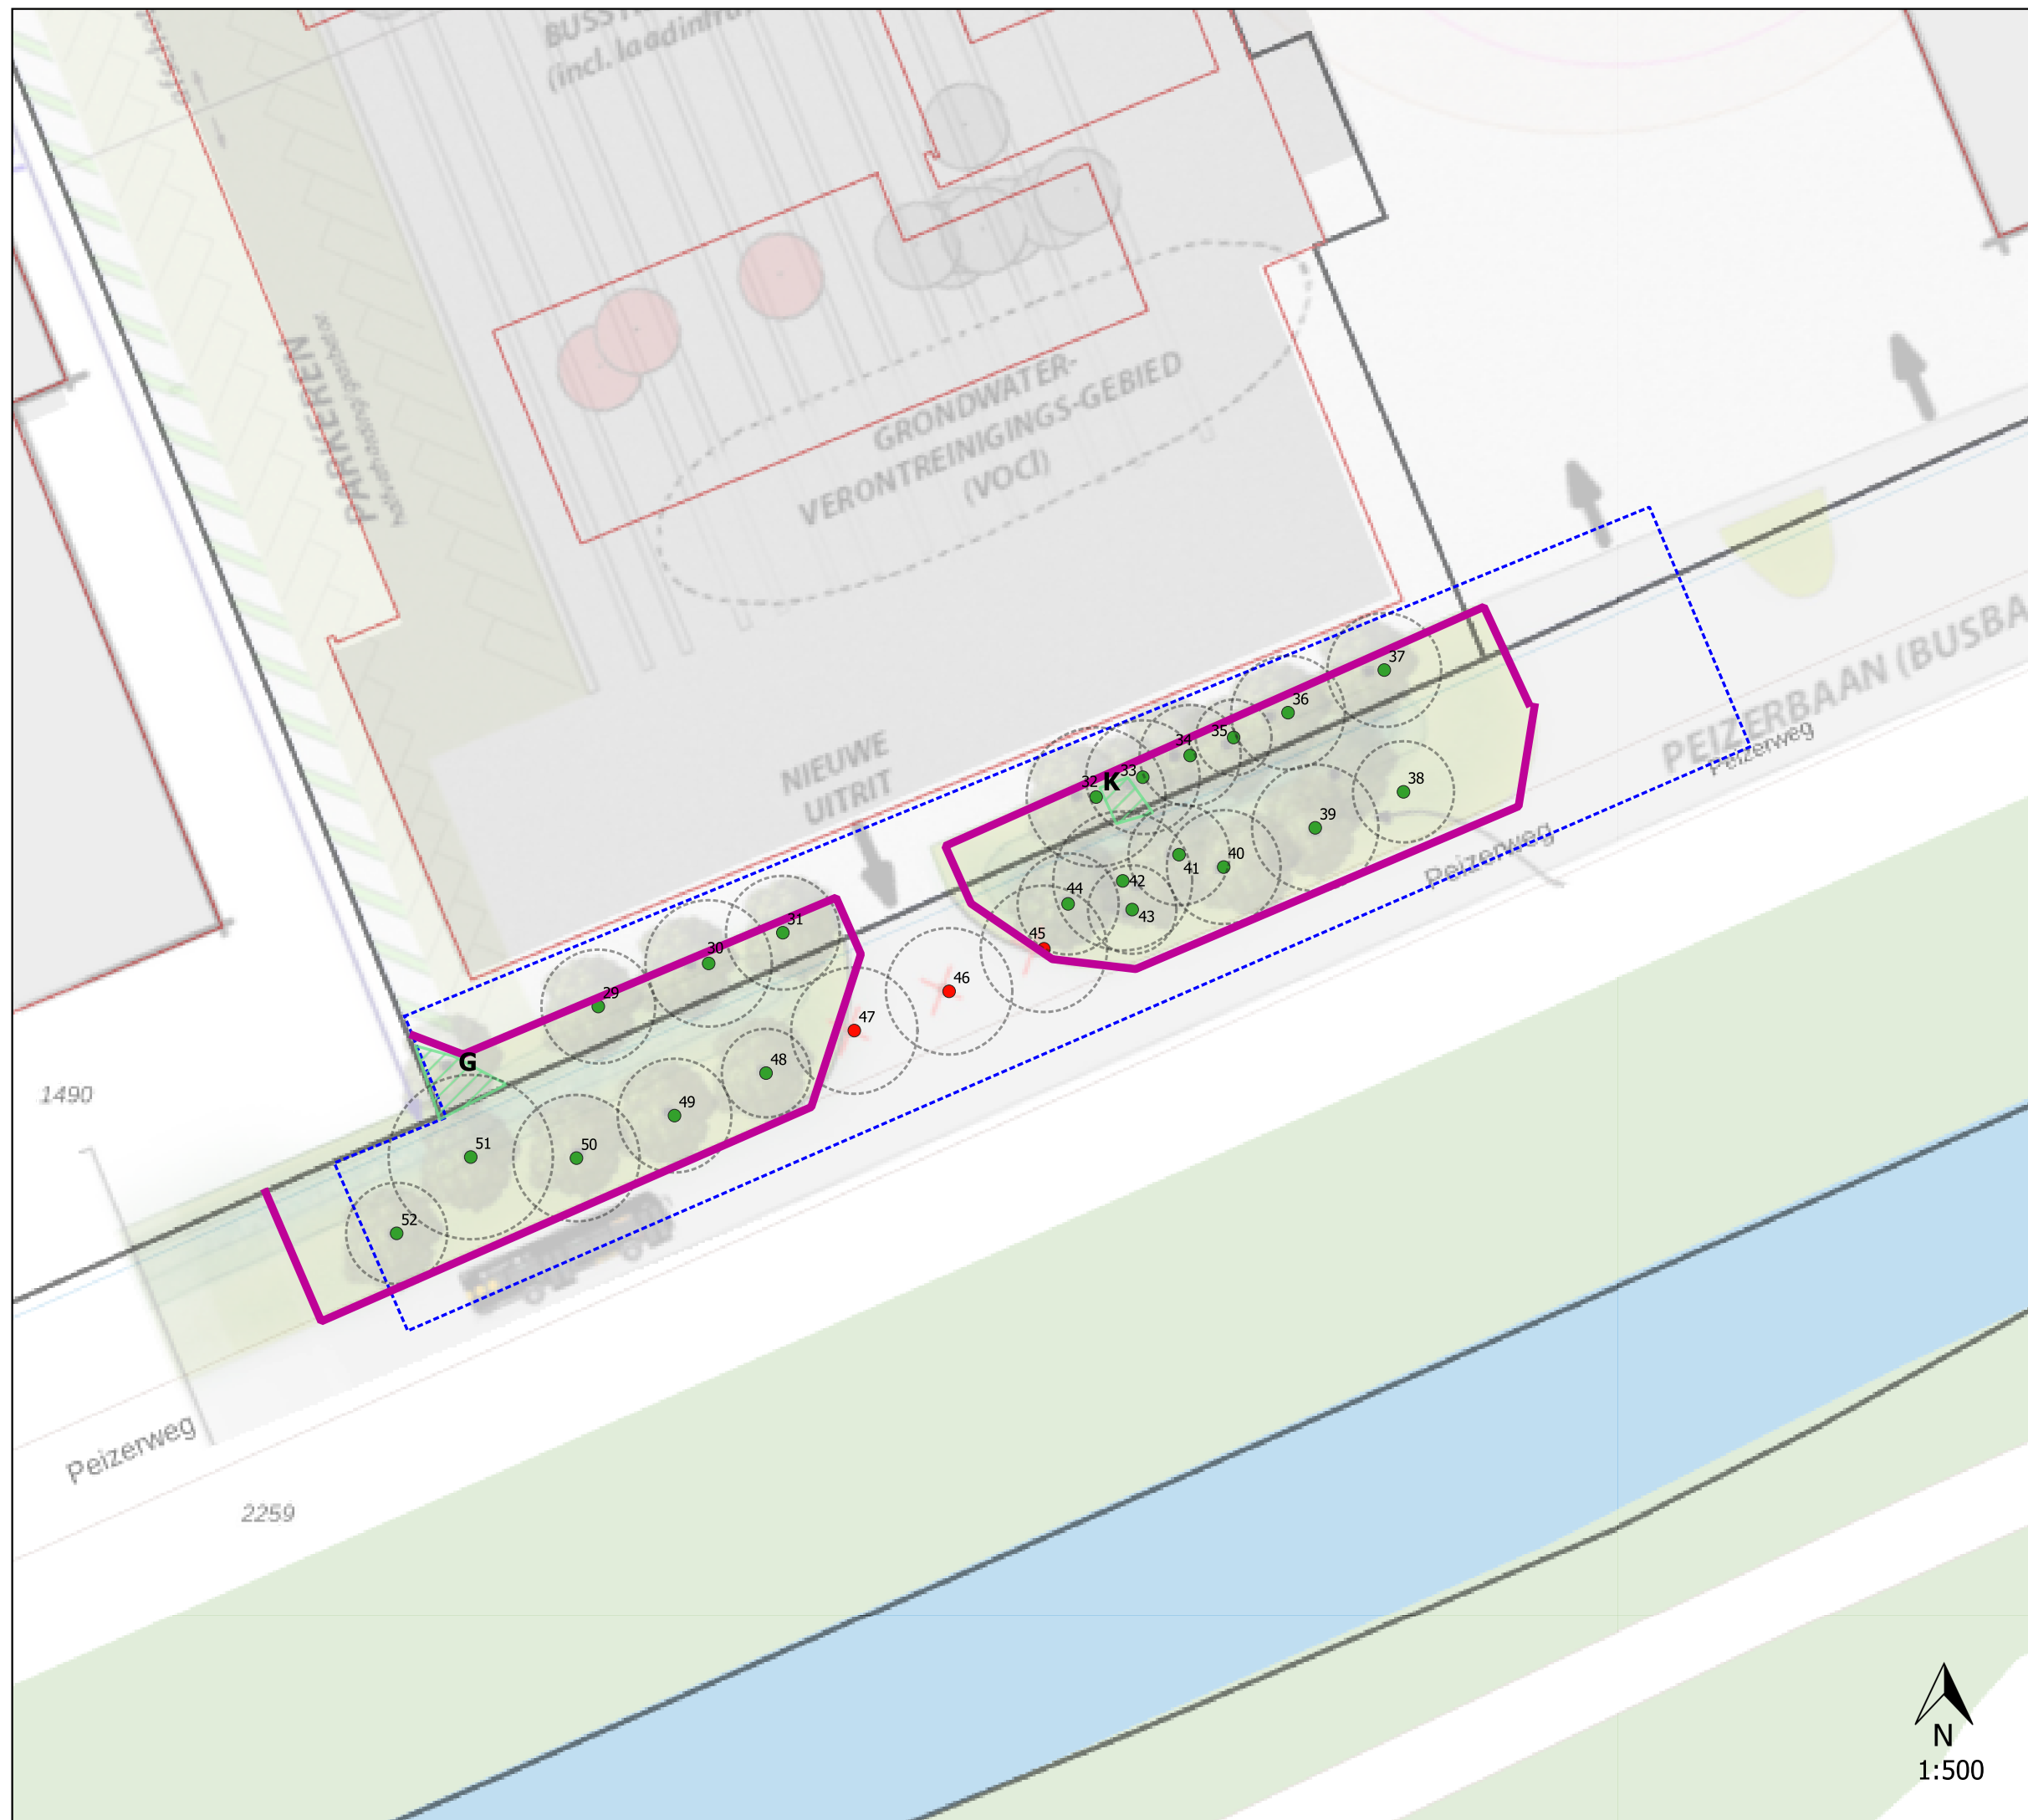 (incl. laadinfra
PARKEREN
GRONDWATER-
VERONTREINIGINGS-GEBIED
(VOCl)
NIEUWE
UITRIT
PEIZERBAAN (BUSBA
Peizerweg
37
36
35
34
33
K
32
38
39
40
41
42
43
44
45
Peizerweg
46
31
30
29
47
48
G
49
50
51
52
1490
Peizerweg
2259
N
1:500